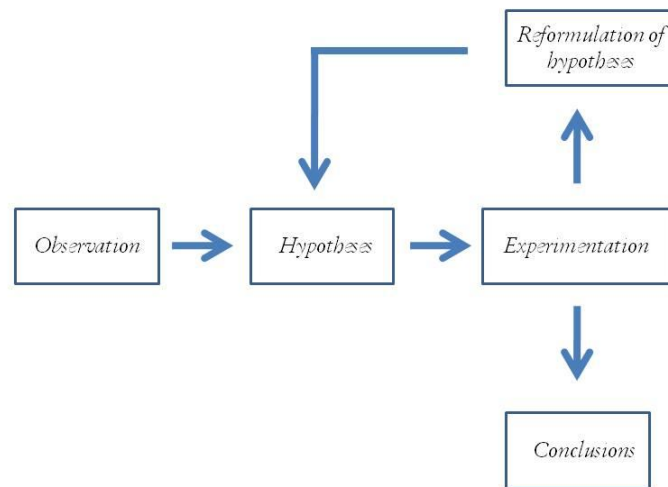 Reformulation of
hypotheses
Observation
Hypotheses
Experimentation
Conclusions